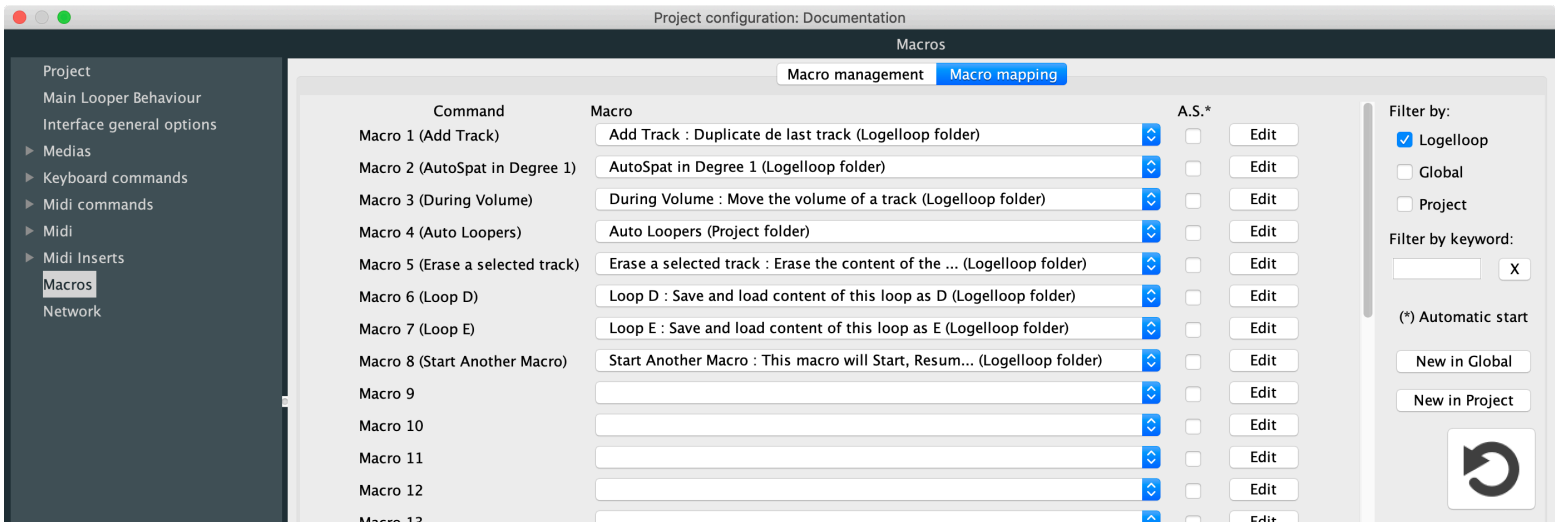 Project configuration: Documentation
Macros
Project
Main Looper Behaviour
Interface general options
Medias
Keyboard commands
Midi commands
Midi
Midi Inserts
Macros
Network
Macro management Macro mapping
Command Macro A.S.*
Macro 1 (Add Track) Add Track : Duplicate de last track (Logelloop folder) Edit
Macro 2 (AutoSpat in Degree 1) AutoSpat in Degree 1 (Logelloop folder) Edit
Macro 3 (During Volume) During Volume : Move the volume of a track (Logelloop folder) Edit
Macro 4 (Auto Loopers) Auto Loopers (Project folder) Edit
Macro 5 (Erase a selected track) Erase a selected track : Erase the content of the ... (Logelloop folder) Edit
Macro 6 (Loop D) Loop D : Save and load content of this loop as D (Logelloop folder) Edit
Macro 7 (Loop E) Loop E : Save and load content of this loop as E (Logelloop folder) Edit
Macro 8 (Start Another Macro) Start Another Macro : This macro will Start, Resum... (Logelloop folder) Edit
Macro 9 Edit
Macro 10 Edit
Macro 11 Edit
Macro 12 Edit
Macro 13 Edit
Filter by:
Logelloop
Global
Project
Filter by keyword:
X
(*) Automatic start
New in Global
New in Project